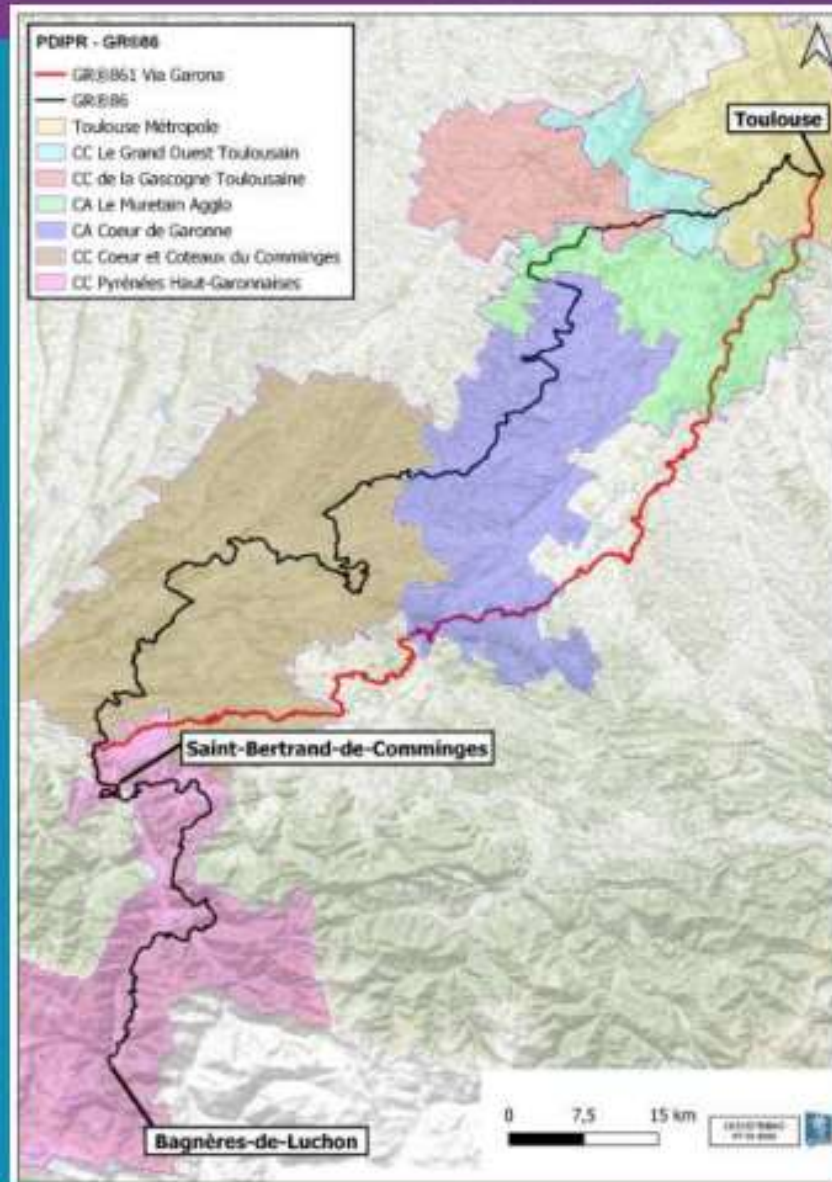 PDIPR - GR®86
GR®861 Via Garona
GR®86
Toulouse Métropole
CC Le Grand Ouest Toulousain
CC de la Gascogne Toulousaine
CA Le Muretain Agglo
CA Coeur de Garonne
CC Coeur et Coteaux du Comminges
CC Pyrénées Haut-Garonnaises
Toulouse
Saint-Bertrand-de-Comminges
Bagnères-de-Luchon
0 7,5 15 km